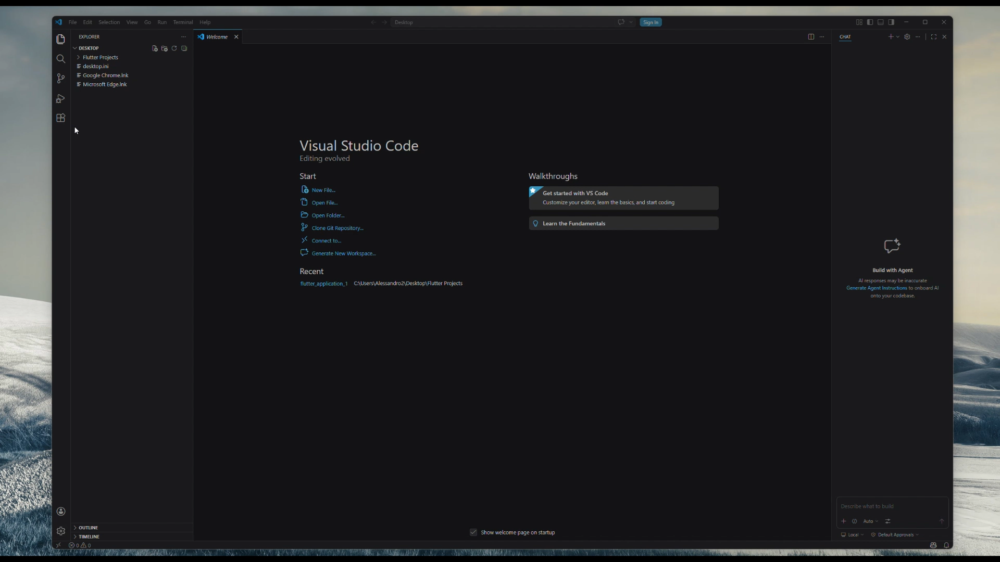 File Edit Selection View Go Run Terminal Help
Desktop
Sign In
EXPLORER
DESKTOP
Flutter Projects
desktop.ini
Google Chrome.lnk
Microsoft Edge.lnk
OUTLINE
TIMELINE
0 0
Welcome
Visual Studio Code
Editing evolved
Start
New File...
Open File...
Open Folder...
Clone Git Repository...
Connect to...
Generate New Workspace...
Recent
flutter_application_1 C:\Users\Alessandro2\Desktop\Flutter Projects
Walkthroughs
Get started with VS Code
Customize your editor, learn the basics, and start coding
Learn the Fundamentals
Show welcome page on startup
CHAT
Build with Agent
AI responses may be inaccurate
Generate Agent Instructions to onboard AI
onto your codebase.
Describe what to build
Auto
Local Default Approvals